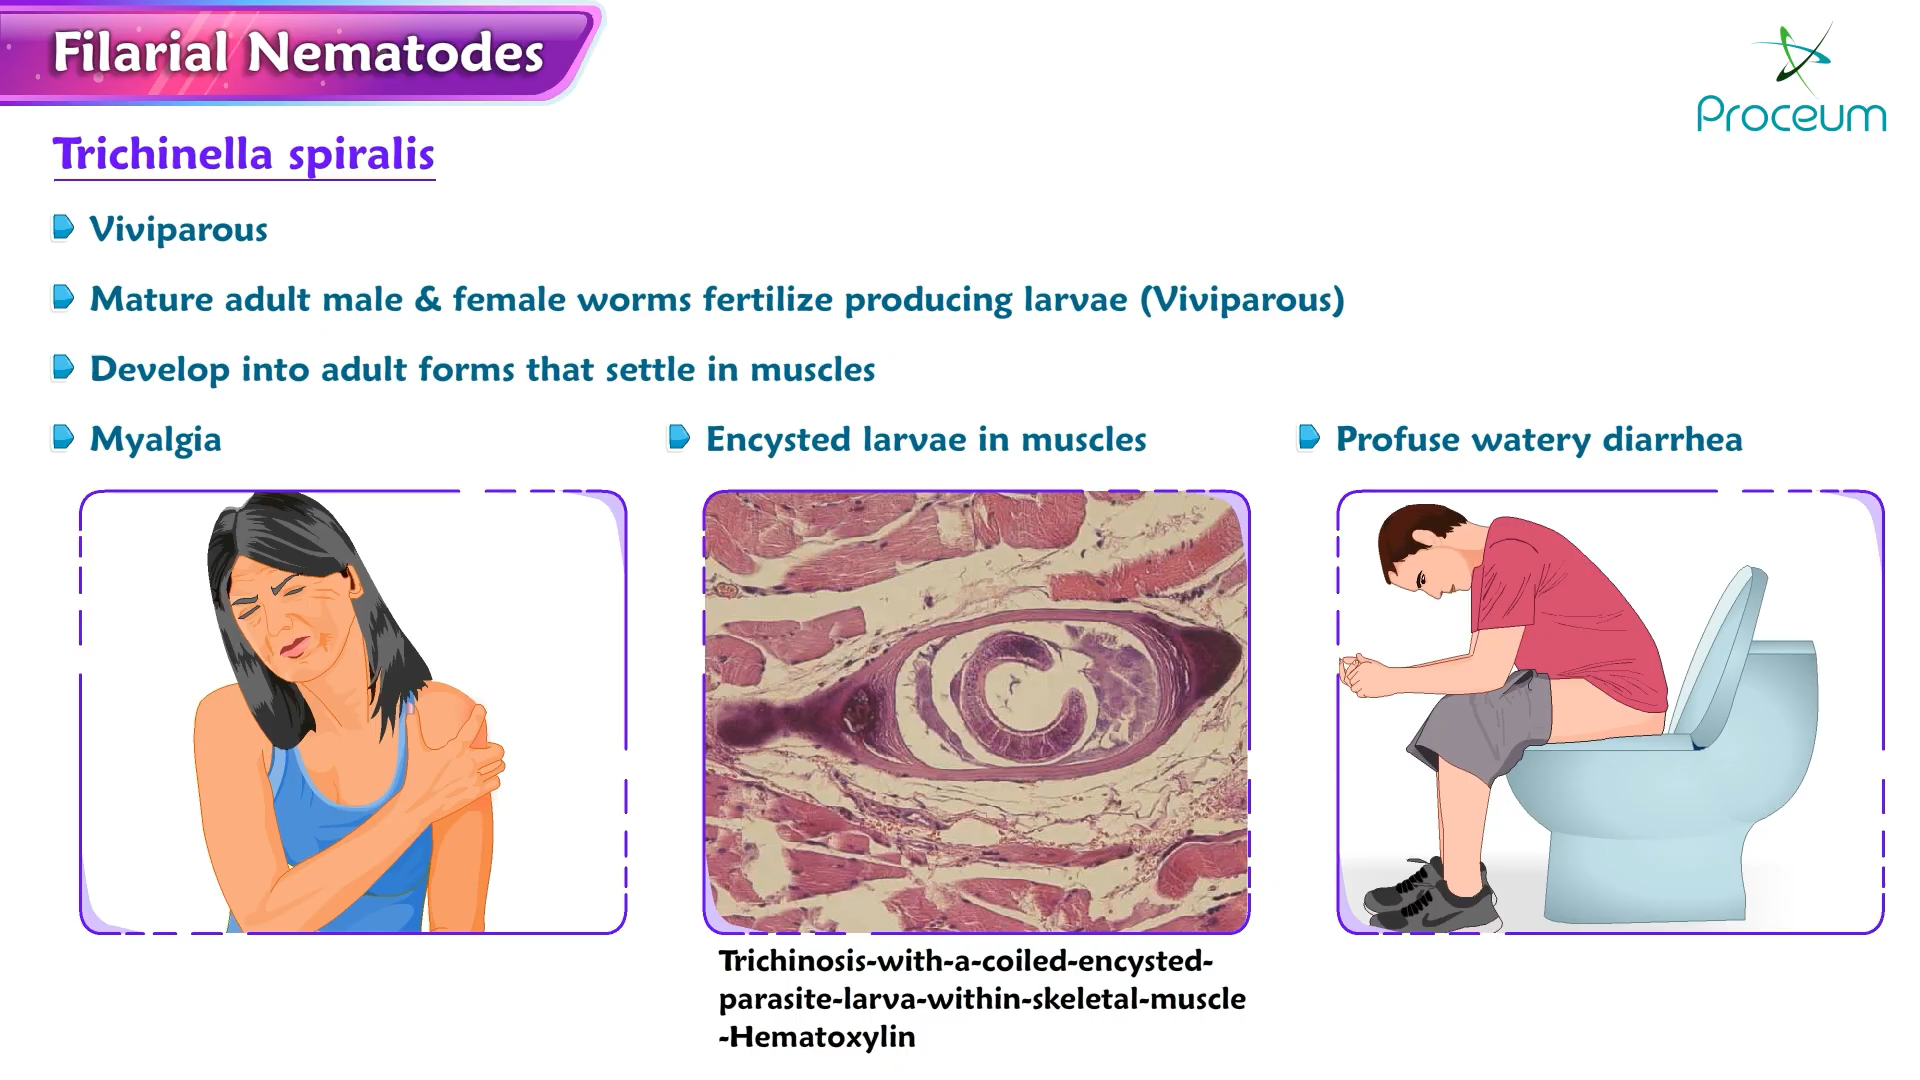 Filarial Nematodes
Proceum
Trichinella spiralis
Viviparous
Mature adult male & female worms fertilize producing larvae (Viviparous)
Develop into adult forms that settle in muscles
Myalgia
Encysted larvae in muscles
Profuse watery diarrhea
Trichinosis-with-a-coiled-encysted-
parasite-larva-within-skeletal-muscle
-Hematoxylin